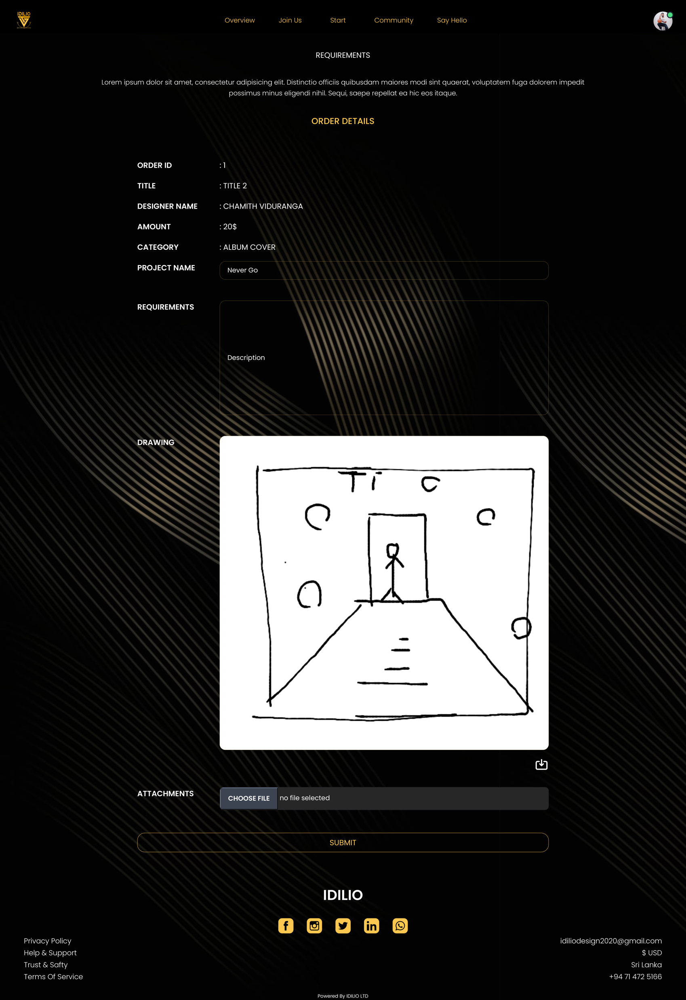 IDILIO
Overview Join Us Start Community Say Hello
REQUIREMENTS
Lorem ipsum dolor sit amet, consectetur adipisicing elit. Distinctio officiis quibusdam maiores modi sint quaerat, voluptatem fuga dolorem impedit
possimus minus eligendi nihil. Sequi, saepe repellat ea hic eos itaque.
ORDER DETAILS
ORDER ID : 1
TITLE : TITLE 2
DESIGNER NAME : CHAMITH VIDURANGA
AMOUNT : 20$
CATEGORY : ALBUM COVER
PROJECT NAME Never Go
REQUIREMENTS
Description
DRAWING
Ti
ATTACHMENTS CHOOSE FILE no file selected
SUBMIT
IDILIO
Privacy Policy
Help & Support
Trust & Safty
Terms Of Service
idiliodesign2020@gmail.com
$ USD
Sri Lanka
+94 71 472 5166
Powered By IDILIO LTD